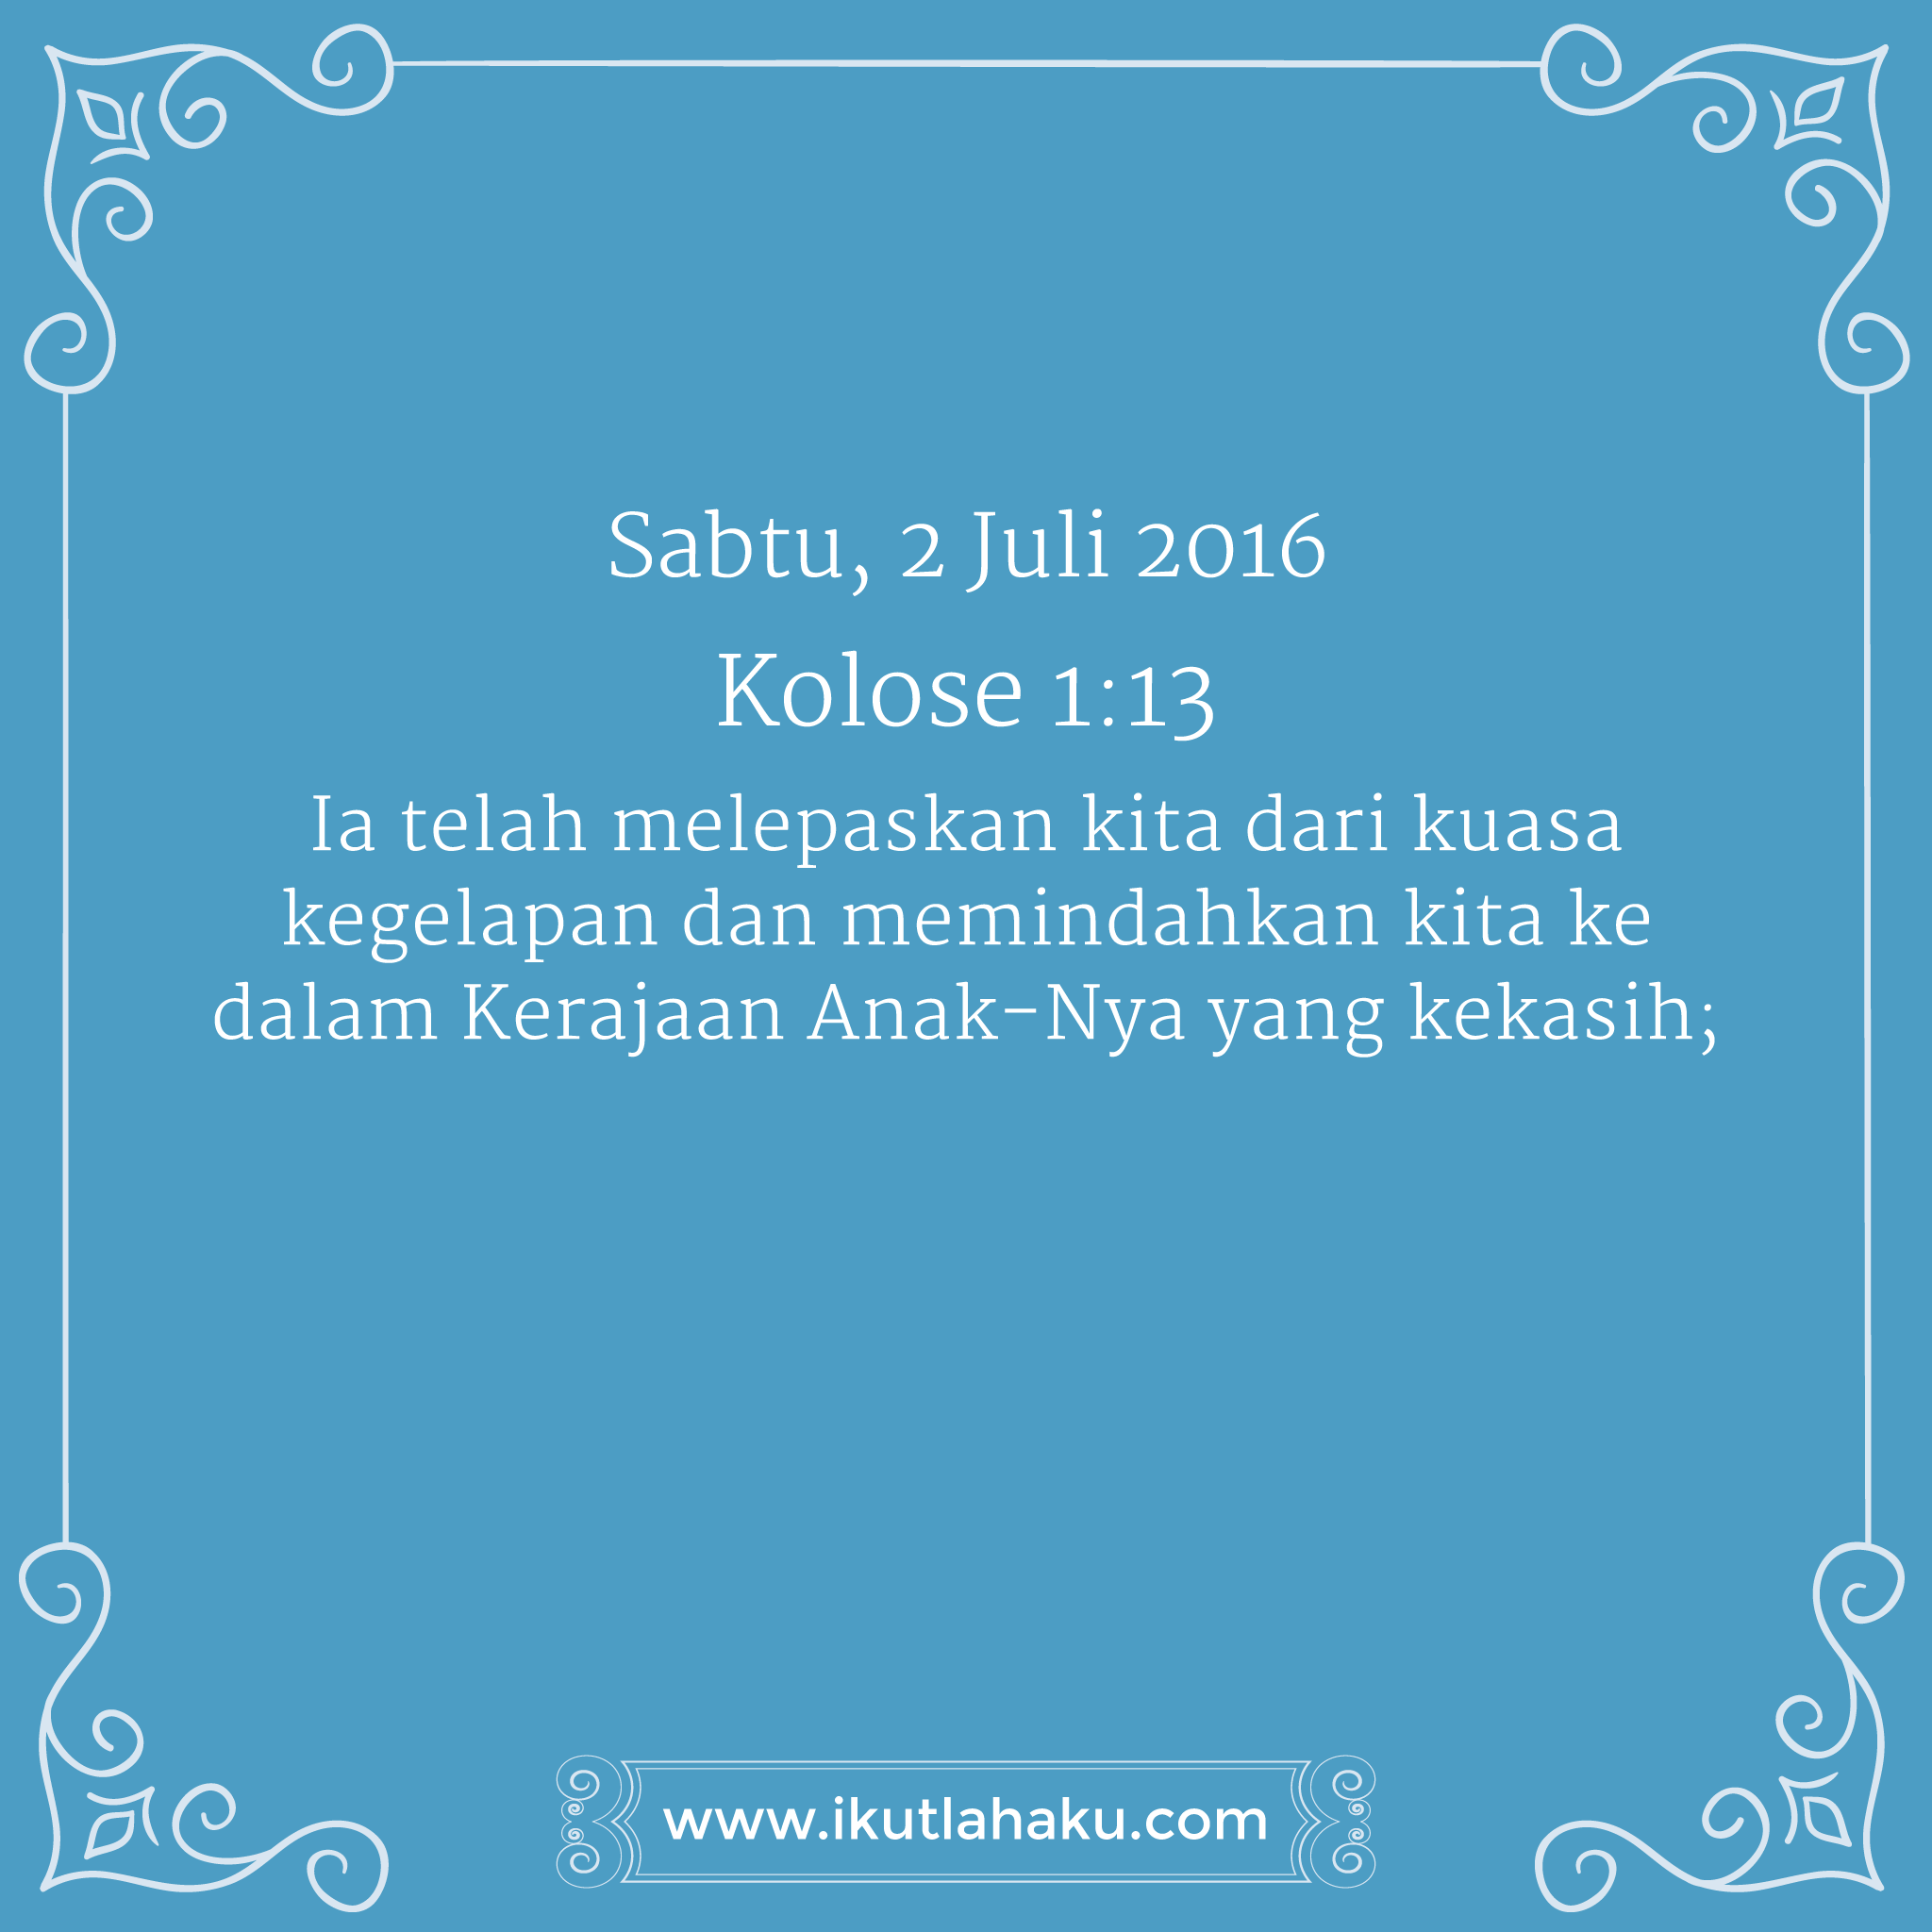 Sabtu, 2 Juli 2016
Kolose 1:13
Ia telah melepaskan kita dari kuasa
kegelapan dan memindahkan kita ke
dalam Kerajaan Anak-Nya yang kekasih;
www.ikutlahaku.com